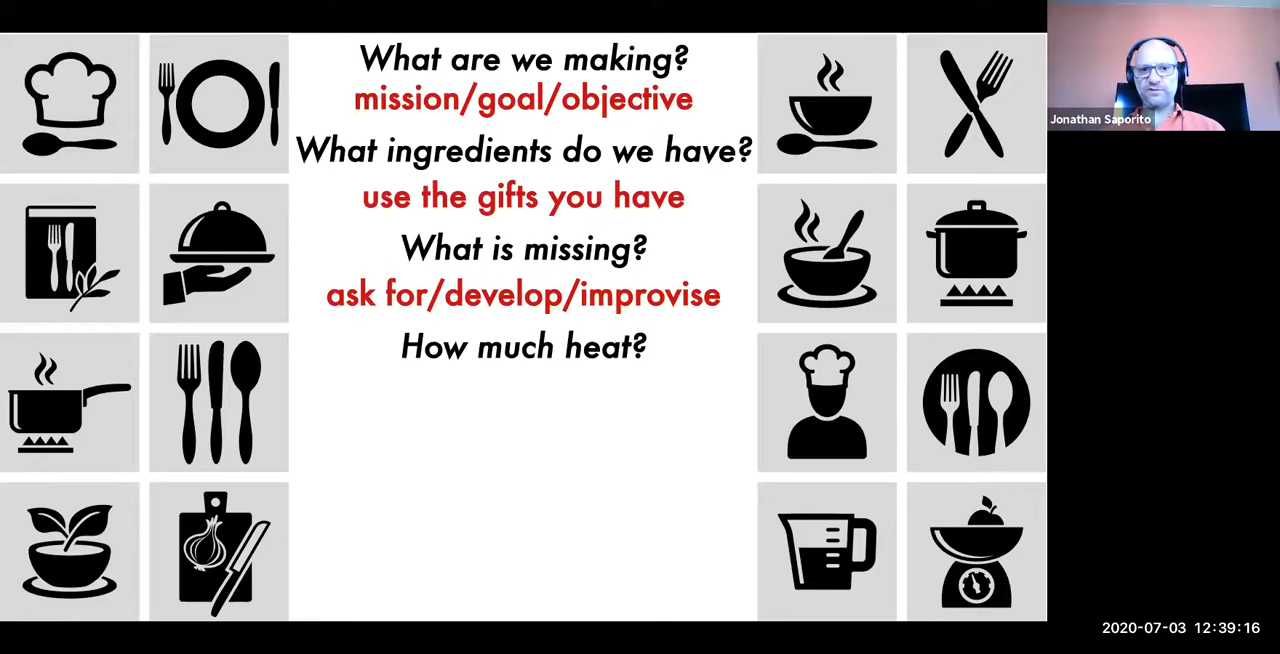 What are we making?
mission/goal/objective
What ingredients do we have?
use the gifts you have
What is missing?
ask for/develop/improvise
How much heat?
Jonathan Saporito
2020-07-03 12:39:16